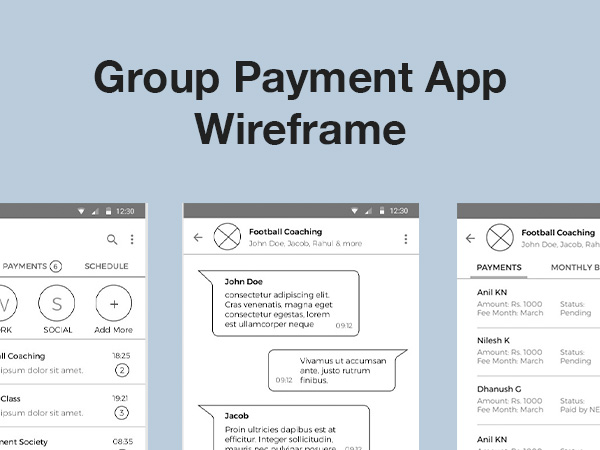 Group Payment App
Wireframe
12:30
PAYMENTS 6 SCHEDULE
S +
SOCIAL Add More
Coaching 18:25
ipsum dolor sit amet. 2
Class 19:21
ipsum dolor sit amet. 3
Society 08:35
12:30
Football Coaching
John Doe, Jacob, Rahul & more
John Doe
consectetur adipiscing elit.
Cras venenatis, magna eget
consectetur egestas, lorem
est ullamcorper neque 09:12
Vivamus ut accumsan
ante, justo rutrum
09:12 finibus.
Jacob
Proin ultricies dapibus est at
efficitur. Integer sollicitudin,
mauris nec pulvinar posuere 09:12
Football Coaching
John Doe, Jacob, Rah
PAYMENTS MONTHLY B
Anil KN
Amount: Rs. 1000 Status:
Fee Month: March Pending
Nilesh K
Amount: Rs. 1000 Status:
Fee Month: March Pending
Dhanush G
Amount: Rs. 1000 Status:
Fee Month: March Paid by NE
Anil KN
Amount: Rs. 1000 Status: